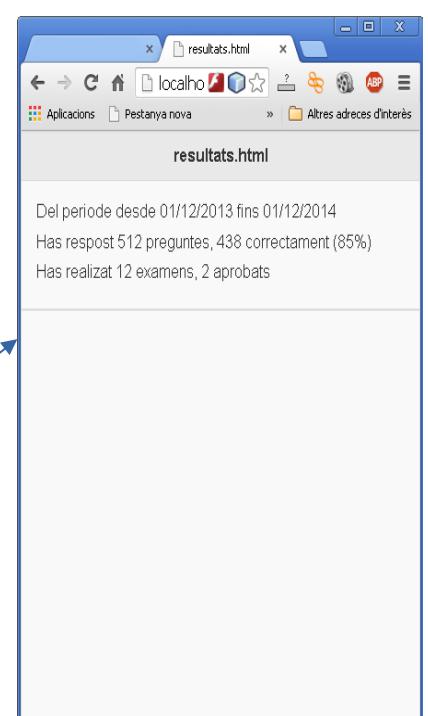 resultats.html
localho
Aplicacions Pestanya nova » Altres adreces d'interès
resultats.html
Del periode desde 01/12/2013 fins 01/12/2014
Has respost 512 preguntes, 438 correctament (85%)
Has realizat 12 examens, 2 aprobats